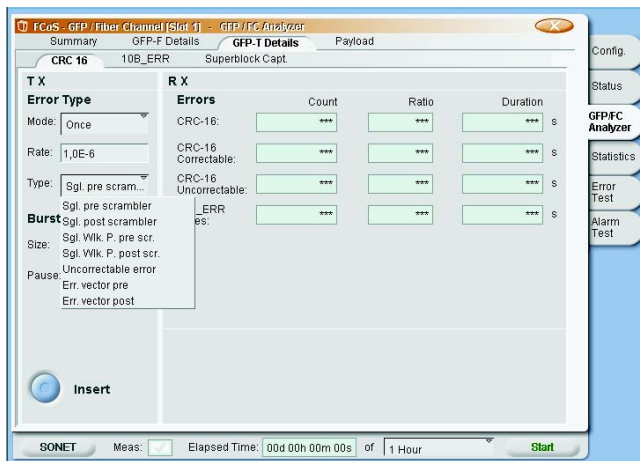 FCoS - GFP / Fiber Channel [Slot 1] - GFP / FC Analyzer
Summary GFP-F Details GFP-T Details Payload
CRC 16 10B_ERR Superblock Capt.
TX
Error Type
Mode: Once
Rate: 1,0E-6
Type: Sgl. pre scram...
Sgl. pre scrambler
Sgl. post scrambler
Sgl. Wlk. P. pre scr.
Sgl. Wlk. P. post scr.
Uncorrectable error
Err. vector pre
Err. vector post
Burst
Size:
Pause:
Insert
RX
Errors Count Ratio Duration
CRC-16: *** *** *** s
CRC-16
Correctable: *** *** *** s
CRC-16
Uncorrectable: *** *** *** s
_ERR
es: *** *** *** s
Config.
Status
GFP/FC
Analyzer
Statistics
Error
Test
Alarm
Test
SONET Meas: Elapsed Time: 00d 00h 00m 00s of 1 Hour Start